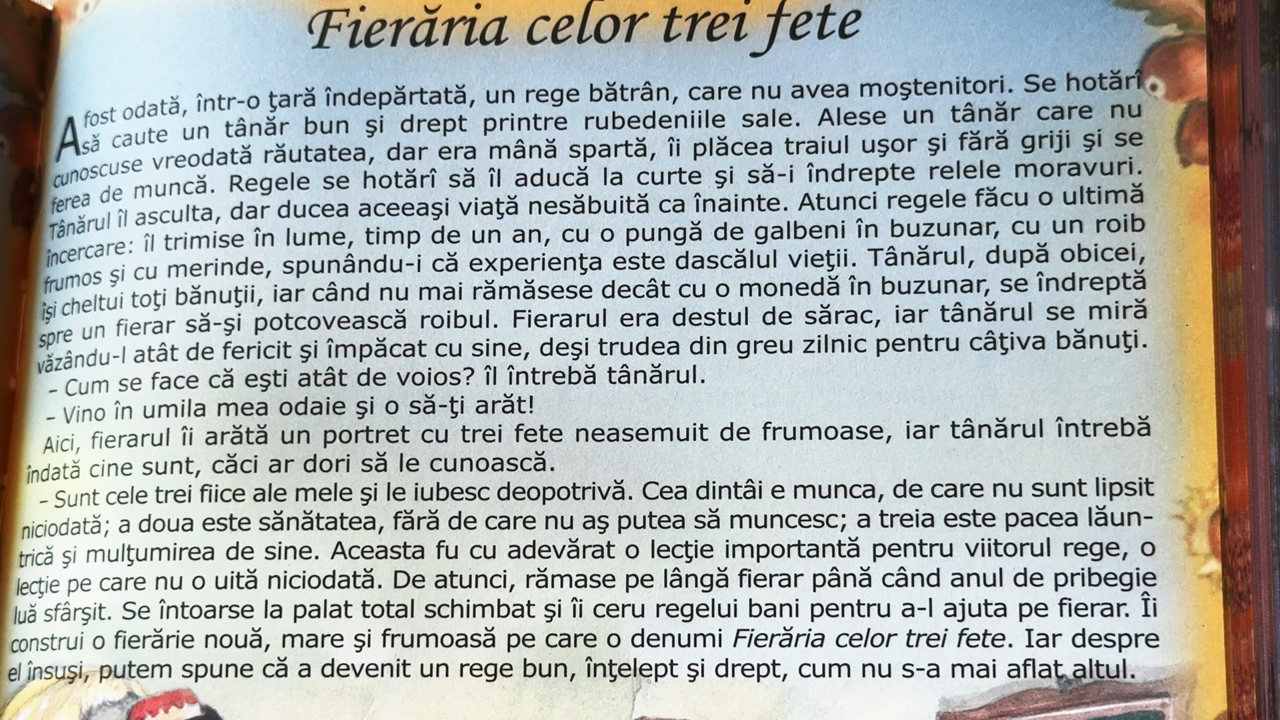 Fierăria celor trei fete
A fost odată, într-o ţară îndepărtată, un rege bătrân, care nu avea moştenitori. Se hotărî
să caute un tânăr bun şi drept printre rubedeniile sale. Alese un tânăr care nu
cunoscuse vreodată răutatea, dar era mână spartă, îi plăcea traiul uşor şi fără griji şi se
ferea de muncă. Regele se hotărî să îl aducă la curte şi să-i îndrepte relele moravuri.
Tânărul îl asculta, dar ducea aceeaşi viaţă nesăbuită ca înainte. Atunci regele făcu o ultimă
încercare: îl trimise în lume, timp de un an, cu o pungă de galbeni în buzunar, cu un roib
frumos şi cu merinde, spunându-i că experienţa este dascălul vieţii. Tânărul, după obicei,
îşi cheltui toţi bănuţii, iar când nu mai rămăsese decât cu o monedă în buzunar, se îndreptă
spre un fierar să-şi potcovească roibul. Fierarul era destul de sărac, iar tânărul se miră
văzându-l atât de fericit şi împăcat cu sine, deşi trudea din greu zilnic pentru câţiva bănuţi.
– Cum se face că eşti atât de voios? îl întrebă tânărul.
– Vino în umila mea odaie şi o să-ţi arăt!
Aici, fierarul îi arătă un portret cu trei fete neasemuit de frumoase, iar tânărul întrebă
îndată cine sunt, căci ar dori să le cunoască.
– Sunt cele trei fiice ale mele şi le iubesc deopotrivă. Cea dintâi e munca, de care nu sunt lipsit
niciodată; a doua este sănătatea, fără de care nu aş putea să muncesc; a treia este pacea lăun-
trică şi mulţumirea de sine. Aceasta fu cu adevărat o lecţie importantă pentru viitorul rege, o
lecţie pe care nu o uită niciodată. De atunci, rămase pe lângă fierar până când anul de pribegie
luă sfârşit. Se întoarse la palat total schimbat şi îi ceru regelui bani pentru a-l ajuta pe fierar. Îi
construi o fierărie nouă, mare şi frumoasă pe care o denumi Fierăria celor trei fete. Iar despre
el însuşi, putem spune că a devenit un rege bun, înţelept şi drept, cum nu s-a mai aflat altul.